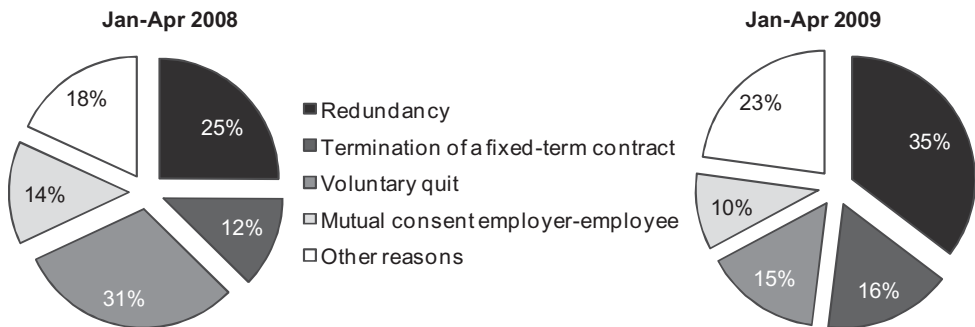 Jan-Apr 2008
18%
25%
14%
12%
31%
Redundancy
Termination of a fixed-term contract
Voluntary quit
Mutual consent employer-employee
Other reasons
Jan-Apr 2009
23%
35%
10%
15%
16%